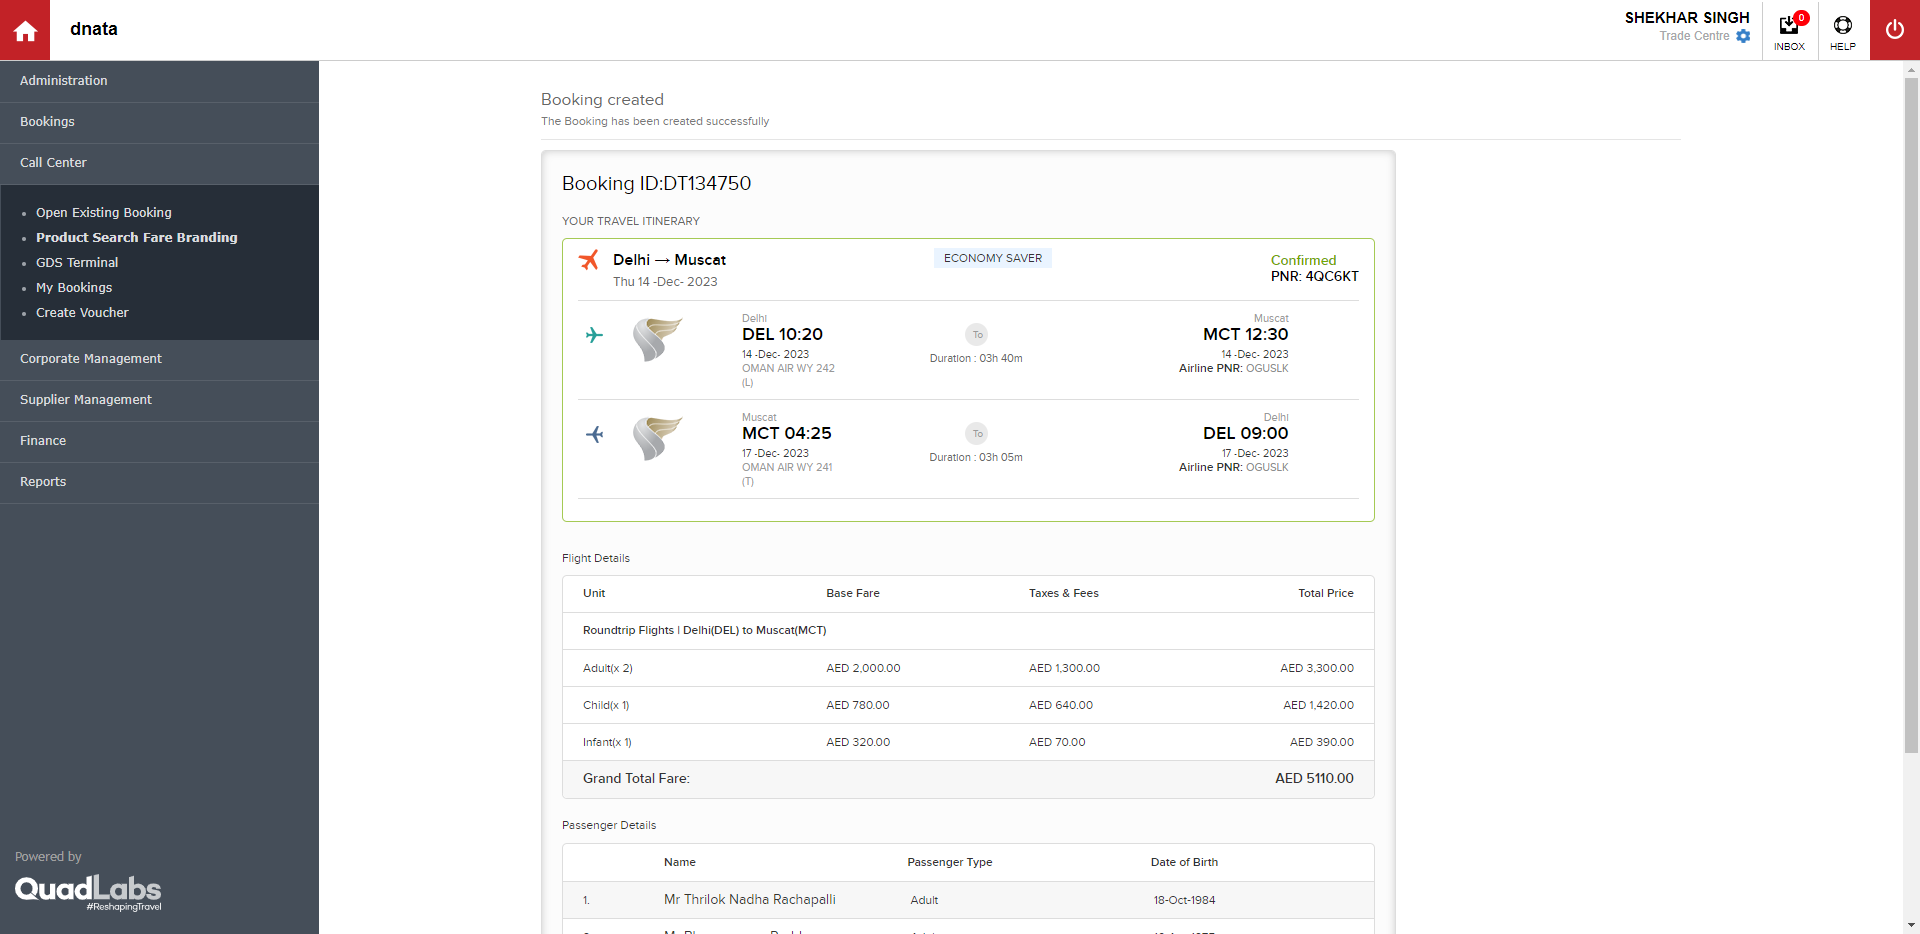 dnata
SHEKHAR SINGH
Trade Centre
0
INBOX
HELP
Administration
Bookings
Call Center
Open Existing Booking
Product Search Fare Branding
GDS Terminal
My Bookings
Create Voucher
Corporate Management
Supplier Management
Finance
Reports
Powered by
QuadLabs
#ReshapingTravel
Booking created
The Booking has been created successfully
Booking ID:DT134750
YOUR TRAVEL ITINERARY
Delhi → Muscat
Thu 14 -Dec- 2023
ECONOMY SAVER
Confirmed
PNR: 4QC6KT
Delhi
DEL 10:20
14 -Dec- 2023
OMAN AIR WY 242
(L)
To
Duration : 03h 40m
Muscat
MCT 12:30
14 -Dec- 2023
Airline PNR: OGUSLK
Muscat
MCT 04:25
17 -Dec- 2023
OMAN AIR WY 241
(T)
To
Duration : 03h 05m
Delhi
DEL 09:00
17 -Dec- 2023
Airline PNR: OGUSLK
Flight Details
Unit Base Fare Taxes & Fees Total Price
Roundtrip Flights | Delhi(DEL) to Muscat(MCT)
Adult(x 2) AED 2,000.00 AED 1,300.00 AED 3,300.00
Child(x 1) AED 780.00 AED 640.00 AED 1,420.00
Infant(x 1) AED 320.00 AED 70.00 AED 390.00
Grand Total Fare: AED 5110.00
Passenger Details
Name Passenger Type Date of Birth
1. Mr Thrilok Nadha Rachapalli Adult 18-Oct-1984